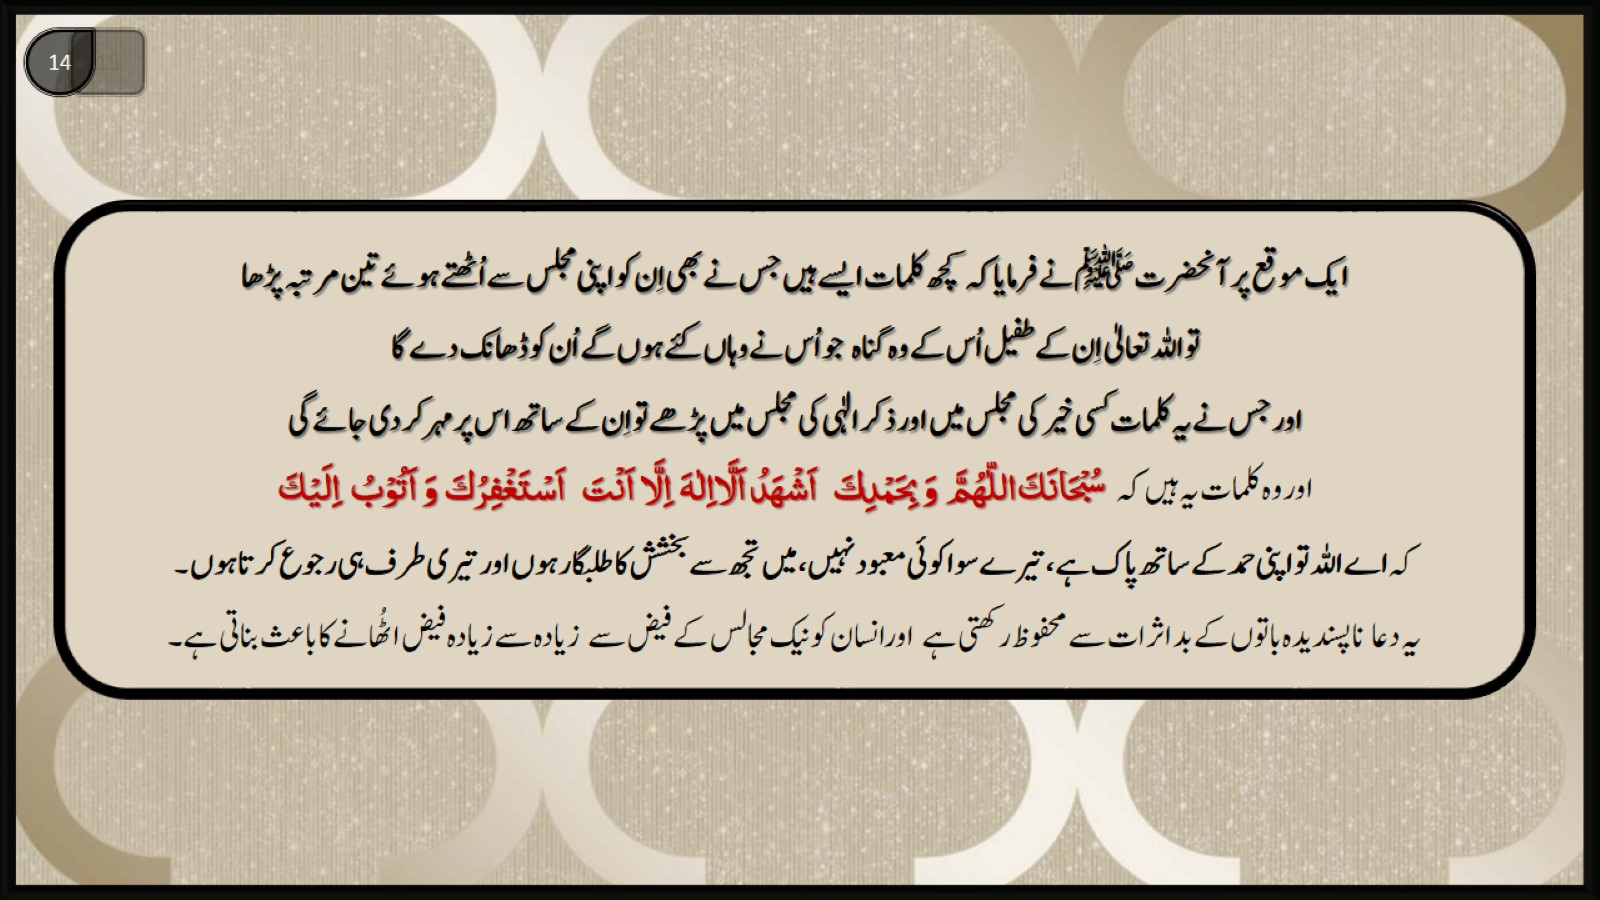 14
ایک موقع پر آنحضرت ﷺ نے فرمایا کہ کچھ کلمات ایسے ہیں جس نے بھی اِن کو اپنی مجلس سے اُٹھتے ہوئے تین مرتبہ پڑھا
تو اللہ تعالیٰ اِن کے طفیل اُس کے وہ گناہ جو اُس نے وہاں کئے ہوں گے اُن کو ڈھانک دے گا
اور جس نے یہ کلمات کسی خیر کی مجلس میں اور ذکر الٰہی کی مجلس میں پڑھے تو اِن کے ساتھ اس پر مہر کر دی جائے گی
اور وہ کلمات یہ ہیں کہ سُبْحَانَكَ اللّٰهُمَّ وَ بِحَمْدِكَ اَشْهَدُ اَلَّا اِلٰهَ اِلَّا اَنْتَ اَسْتَغْفِرُكَ وَ اَتُوْبُ اِلَيْكَ
کہ اے اللہ تو اپنی حمد کے ساتھ پاک ہے، تیرے سوا کوئی معبود نہیں، میں تجھ سے بخشش کا طلبگار ہوں اور تیری طرف ہی رجوع کرتا ہوں۔
یہ دعا ناپسندیدہ باتوں کے بد اثرات سے محفوظ رکھتی ہے اور انسان کو نیک مجالس کے فیض سے زیادہ سے زیادہ فیض اٹھُانے کا باعث بناتی ہے۔